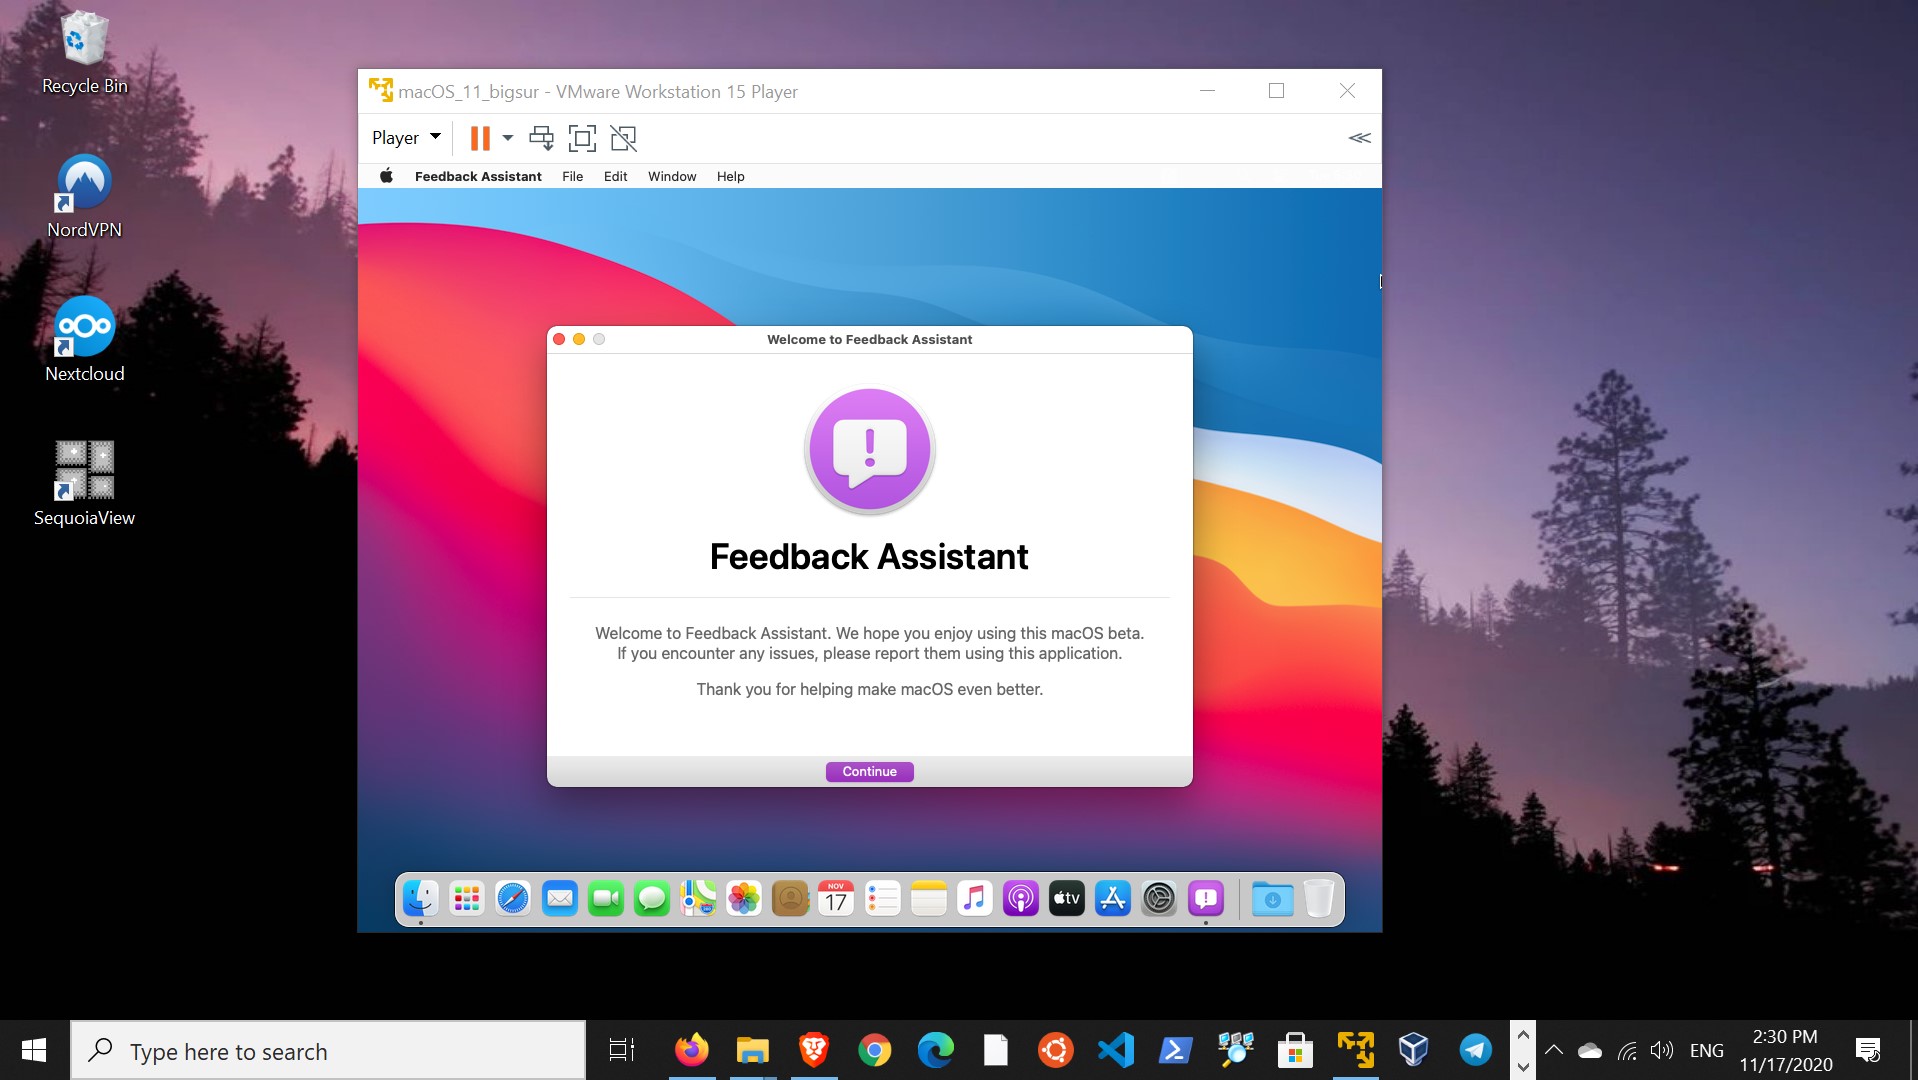 Recycle Bin
NordVPN
Nextcloud
SequoiaView
macOS_11_bigsur - VMware Workstation 15 Player
Player
Feedback Assistant File Edit Window Help
Welcome to Feedback Assistant
Feedback Assistant
Welcome to Feedback Assistant. We hope you enjoy using this macOS beta.
If you encounter any issues, please report them using this application.
Thank you for helping make macOS even better.
Continue
NOV
17
tv
Type here to search
ENG
2:30 PM
11/17/2020